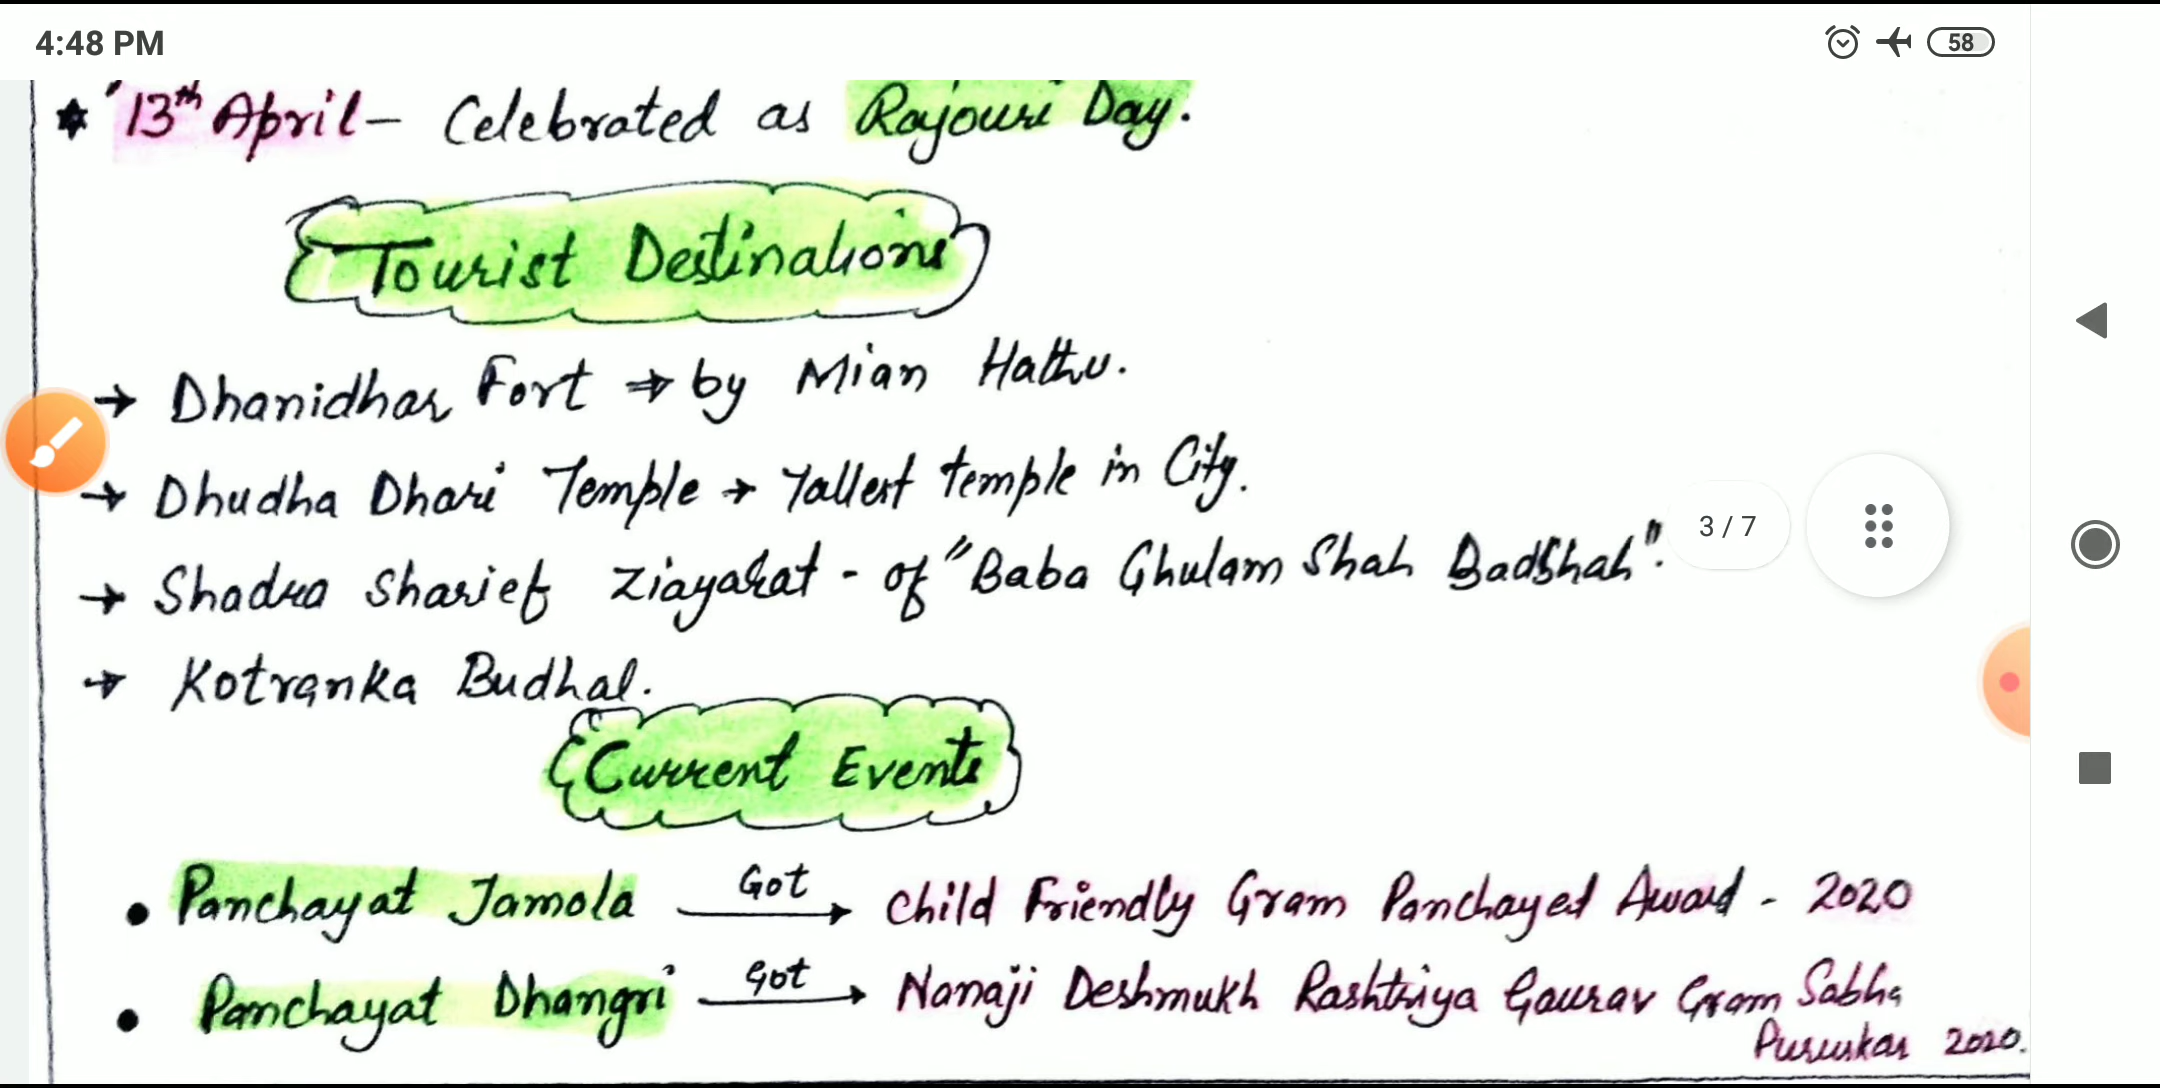 4:48 PM
58
* 13th April - Celebrated as Rajouri Day.
Tourist Destinations
→ Dhanidhar Fort ⇒ by Mian Hathu.
→ Dhudha Dhari Temple → Tallest temple in City.
→ Shadra Sharief Ziayarat - of "Baba Ghulam Shah Badshah".
3 / 7
→ Kotranka Budhal.
Current Events
• Panchayat Jamola Got → Child Friendly Gram Panchayet Award - 2020
• Panchayat Dhangri Got → Nanaji Deshmukh Rashtriya Gaurav Gram Sabha
Puruskar 2020.